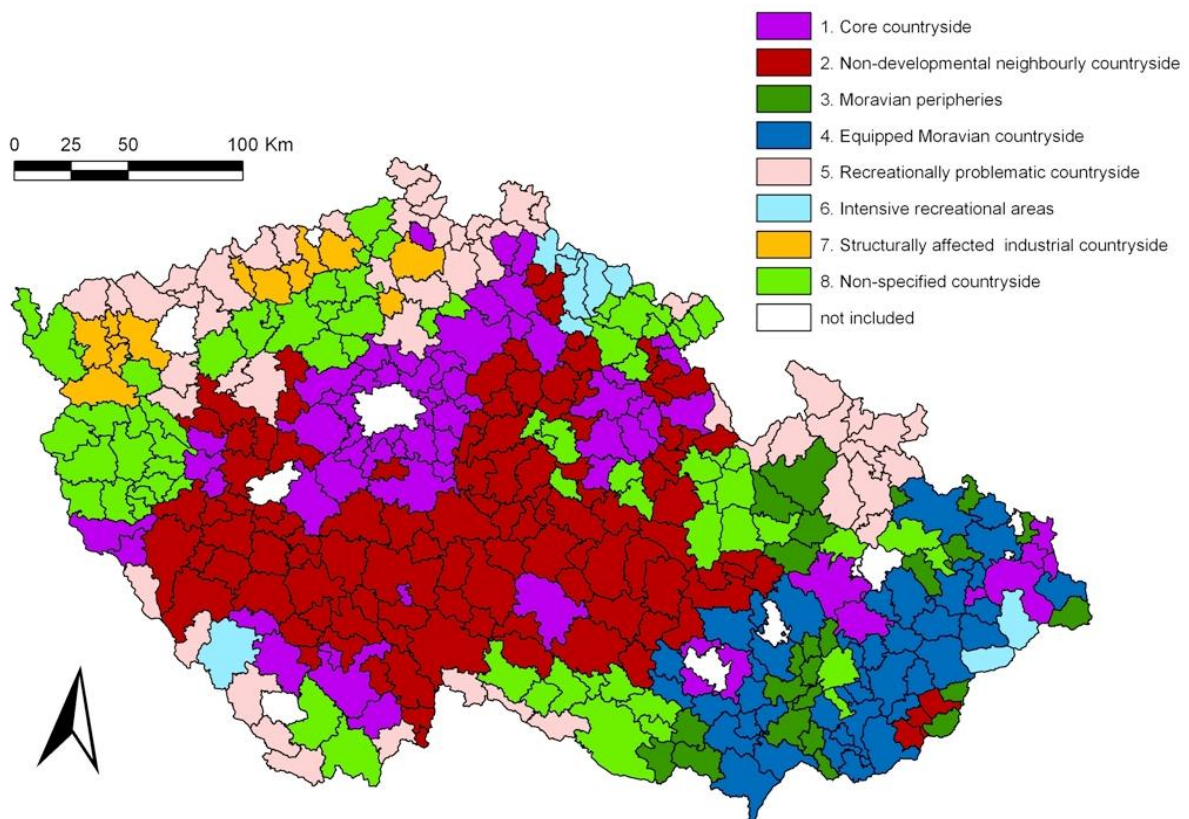 1. Core countryside
2. Non-developmental neighbourly countryside
3. Moravian peripheries
4. Equipped Moravian countryside
5. Recreationally problematic countryside
6. Intensive recreational areas
7. Structurally affected industrial countryside
8. Non-specified countryside
not included
0 25 50 100 Km